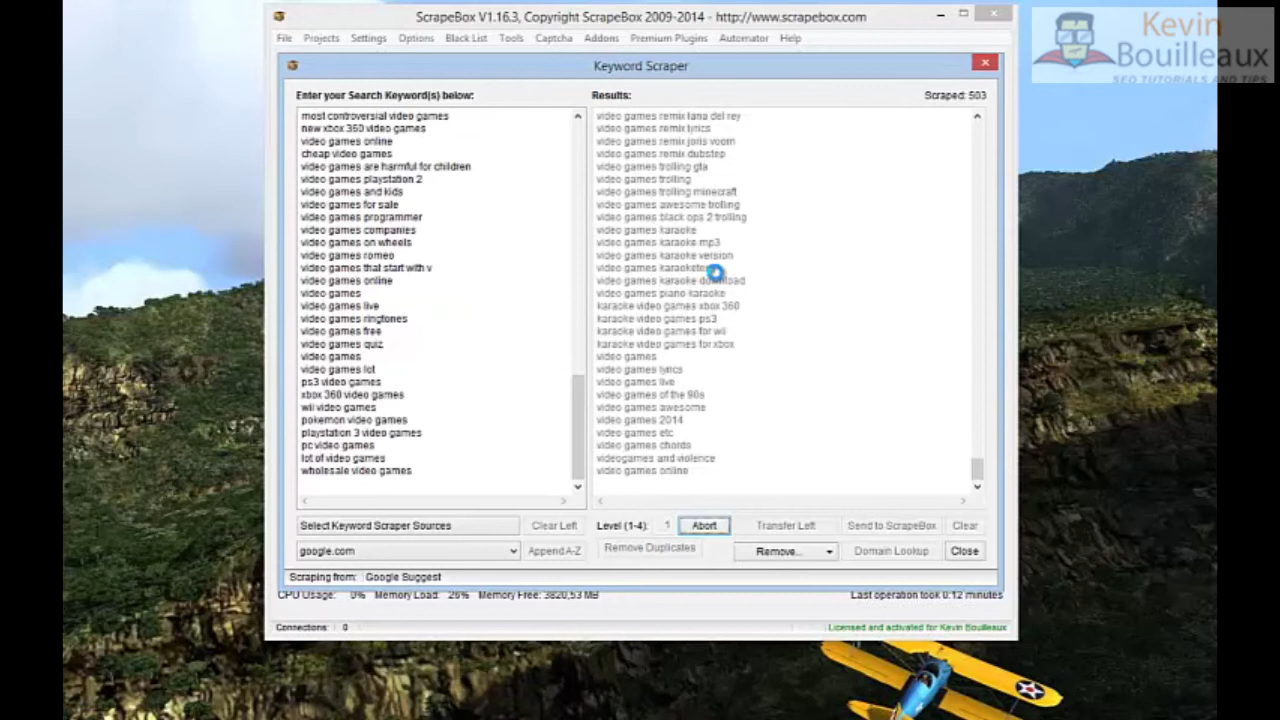 ScrapeBox V1.16.3, Copyright ScrapeBox 2009-2014 - http://www.scrapebox.com
Kevin
Bouilleaux
SEO TUTORIALS AND TIPS
File Projects Settings Options Black List Tools Captcha Addons Premium Plugins Automator Help
Keyword Scraper
Enter your Search Keyword(s) below:
Results:
Scraped: 503
most controversial video games
new xbox 360 video games
video games online
cheap video games
video games are harmful for children
video games playstation 2
video games and kids
video games for sale
video games programmer
video games companies
video games on wheels
video games romeo
video games that start with v
video games online
video games
video games live
video games ringtones
video games free
video games quiz
video games
video games lot
ps3 video games
xbox 360 video games
wii video games
pokemon video games
playstation 3 video games
pc video games
lot of video games
wholesale video games
video games remix lana del rey
video games remix lyrics
video games remix joris voorn
video games remix dubstep
video games trolling gta
video games trolling
video games trolling minecraft
video games awesome trolling
video games black ops 2 trolling
video games karaoke
video games karaoke mp3
video games karaoke version
video games
video games karaoke download
video games piano karaoke
karaoke video games xbox 360
karaoke video games ps3
karaoke video games for wii
karaoke video games for xbox
video games
video games lyrics
video games live
video games of the 90s
video games awesome
video games 2014
video games etc
video games chords
videogames and violence
video games online
Select Keyword Scraper Sources
Clear Left
Level (1-4): 1
Abort
Transfer Left
Send to ScrapeBox
Clear
google.com
Append A-Z
Remove Duplicates
Remove...
Domain Lookup
Close
Scraping from: Google Suggest
CPU Usage: 0% Memory Load: 26% Memory Free: 3820,53 MB
Last operation took 0:12 minutes
Connections: 0
Licensed and activated for Kevin Bouilleaux